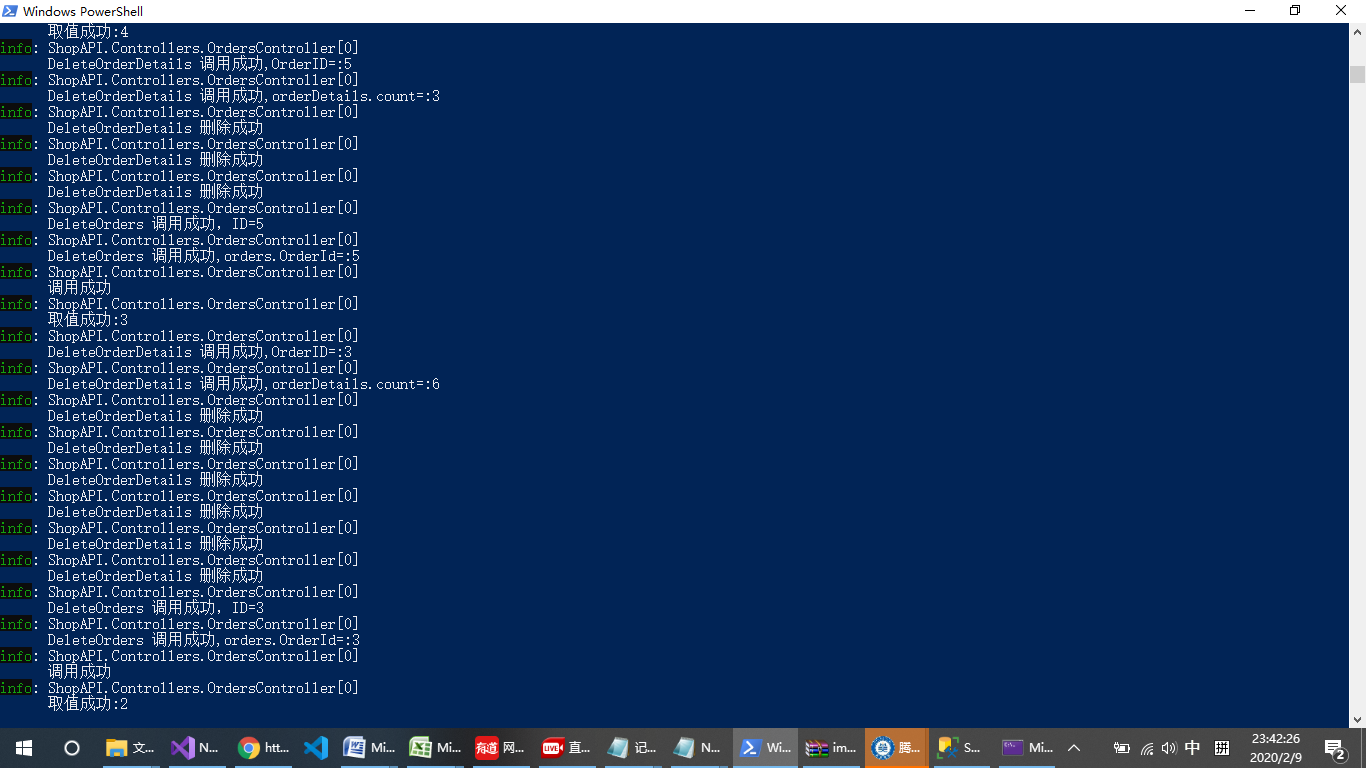 Windows PowerShell
取值成功:4
info: ShopAPI.Controllers.OrdersController[0]
DeleteOrderDetails 调用成功,OrderID=:5
info: ShopAPI.Controllers.OrdersController[0]
DeleteOrderDetails 调用成功,orderDetails.count=:3
info: ShopAPI.Controllers.OrdersController[0]
DeleteOrderDetails 删除成功
info: ShopAPI.Controllers.OrdersController[0]
DeleteOrderDetails 删除成功
info: ShopAPI.Controllers.OrdersController[0]
DeleteOrderDetails 删除成功
info: ShopAPI.Controllers.OrdersController[0]
DeleteOrders 调用成功，ID=5
info: ShopAPI.Controllers.OrdersController[0]
DeleteOrders 调用成功,orders.OrderId=:5
info: ShopAPI.Controllers.OrdersController[0]
调用成功
info: ShopAPI.Controllers.OrdersController[0]
取值成功:3
info: ShopAPI.Controllers.OrdersController[0]
DeleteOrderDetails 调用成功,OrderID=:3
info: ShopAPI.Controllers.OrdersController[0]
DeleteOrderDetails 调用成功,orderDetails.count=:6
info: ShopAPI.Controllers.OrdersController[0]
DeleteOrderDetails 删除成功
info: ShopAPI.Controllers.OrdersController[0]
DeleteOrderDetails 删除成功
info: ShopAPI.Controllers.OrdersController[0]
DeleteOrderDetails 删除成功
info: ShopAPI.Controllers.OrdersController[0]
DeleteOrderDetails 删除成功
info: ShopAPI.Controllers.OrdersController[0]
DeleteOrderDetails 删除成功
info: ShopAPI.Controllers.OrdersController[0]
DeleteOrderDetails 删除成功
info: ShopAPI.Controllers.OrdersController[0]
DeleteOrders 调用成功，ID=3
info: ShopAPI.Controllers.OrdersController[0]
DeleteOrders 调用成功,orders.OrderId=:3
info: ShopAPI.Controllers.OrdersController[0]
调用成功
info: ShopAPI.Controllers.OrdersController[0]
取值成功:2
文... N... htt... Mi... Mi... 有道 网... LIVE 直... 记... N... Wi... im... 腾... S... Mi... 中 拼 23:42:26 2
2020/2/9